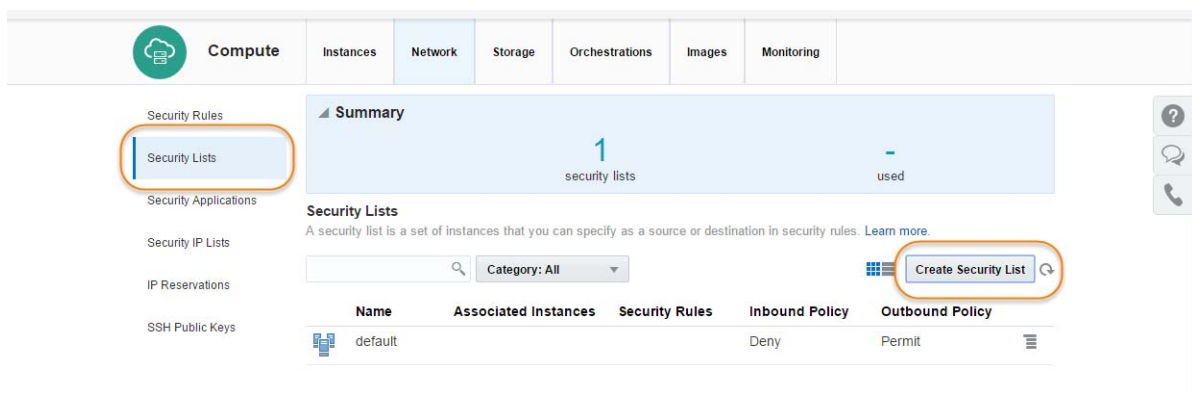 Compute Instances Network Storage Orchestrations Images Monitoring
Security Rules
Security Lists
Security Applications
Security IP Lists
IP Reservations
SSH Public Keys
Summary
1 -
security lists used
Security Lists
A security list is a set of instances that you can specify as a source or destination in security rules. Learn more.
Category: All Create Security List
Name Associated Instances Security Rules Inbound Policy Outbound Policy
default Deny Permit